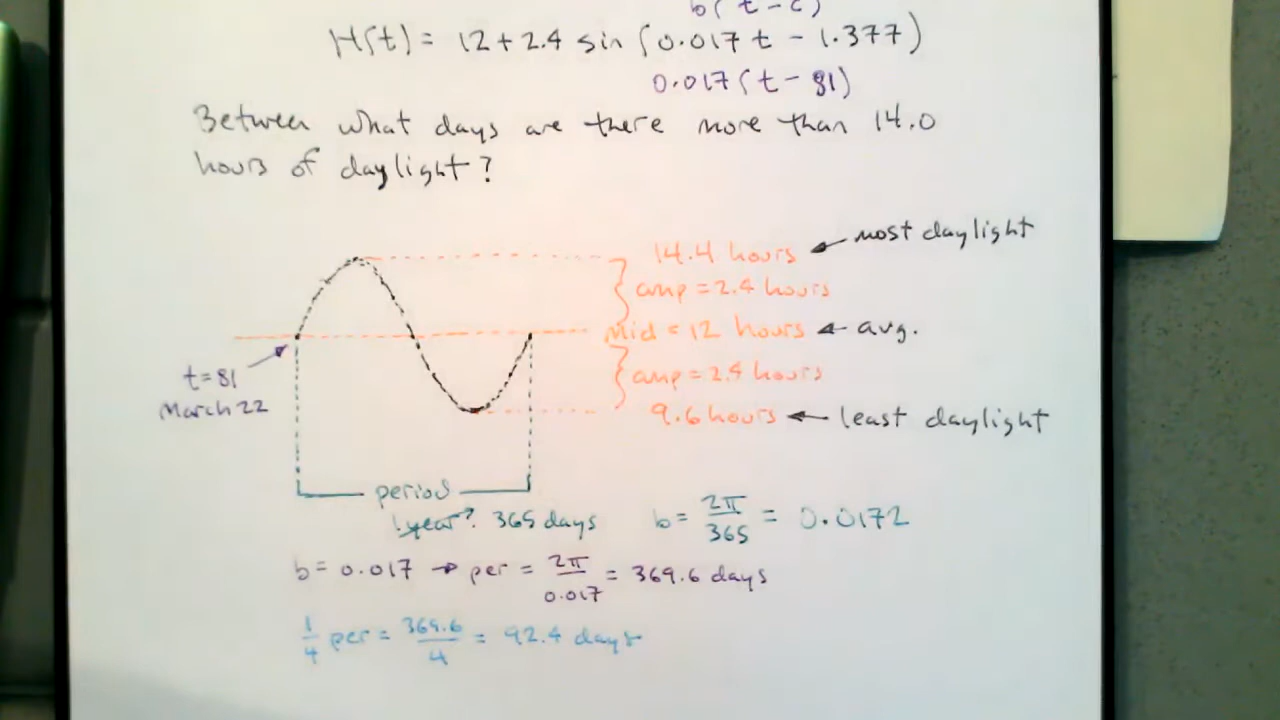 b(t-c)
H(t) = 12 + 2.4 sin (0.017 t - 1.377)
0.017(t - 81)
Between what days are there more than 14.0
hours of daylight?
14.4 hours ← most daylight
amp = 2.4 hours
mid = 12 hours ← avg.
t=81
March 22
amp = 2.4 hours
9.6 hours ← least daylight
period
1 year? 365 days
b = 2π/365 = 0.0172
b = 0.017 → per = 2π/0.017 = 369.6 days
1/4 per = 369.6/4 = 92.4 days